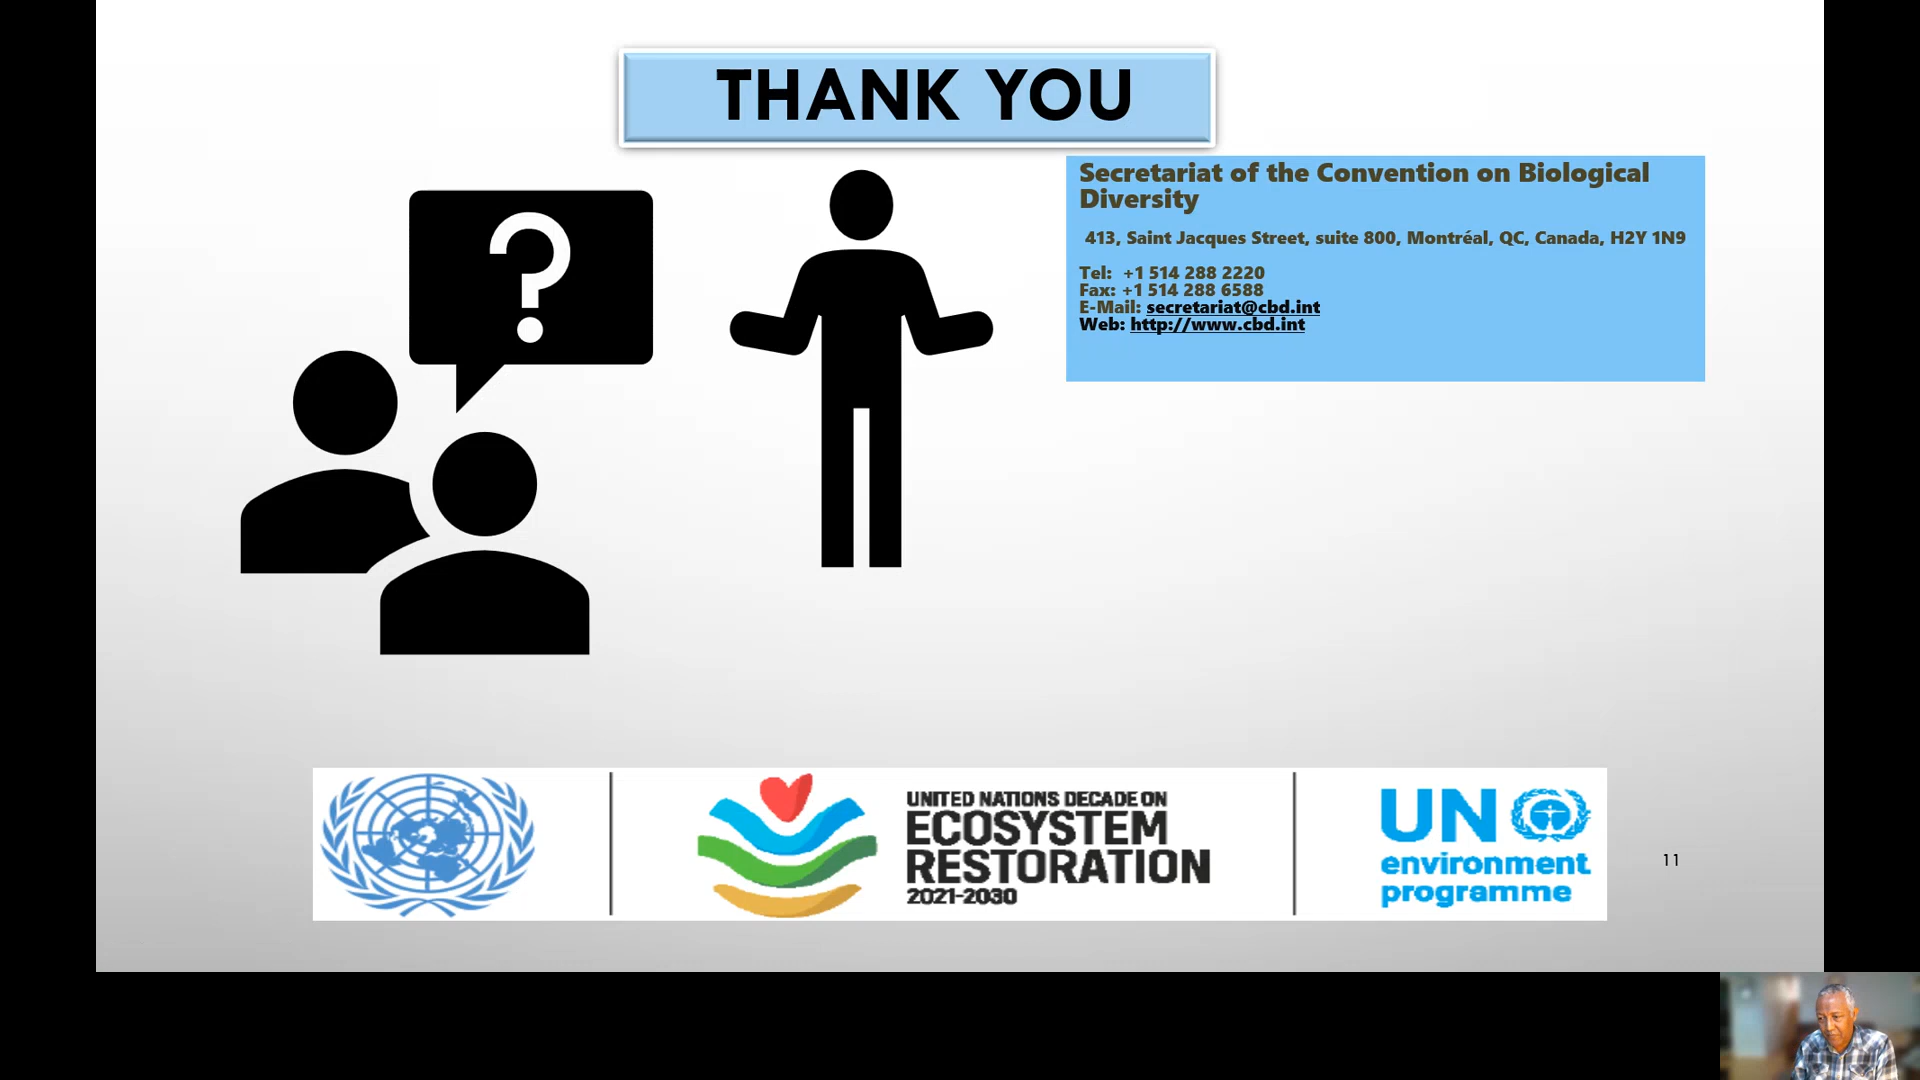 THANK YOU
?
Secretariat of the Convention on Biological
Diversity
413, Saint Jacques Street, suite 800, Montréal, QC, Canada, H2Y 1N9
Tel: +1 514 288 2220
Fax: +1 514 288 6588
E-Mail: secretariat@cbd.int
Web: http://www.cbd.int
UNITED NATIONS DECADE ON
ECOSYSTEM
RESTORATION
2021-2030
UN
environment
programme
11